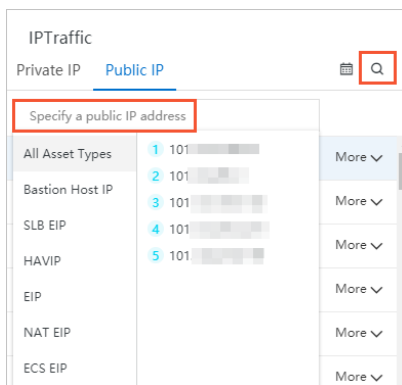 IPTraffic
Private IP Public IP
Specify a public IP address
All Asset Types 1 101 More
Bastion Host IP 2 101 More
SLB EIP 3 101 More
HAVIP 4 101 More
EIP 5 101. More
NAT EIP More
ECS EIP